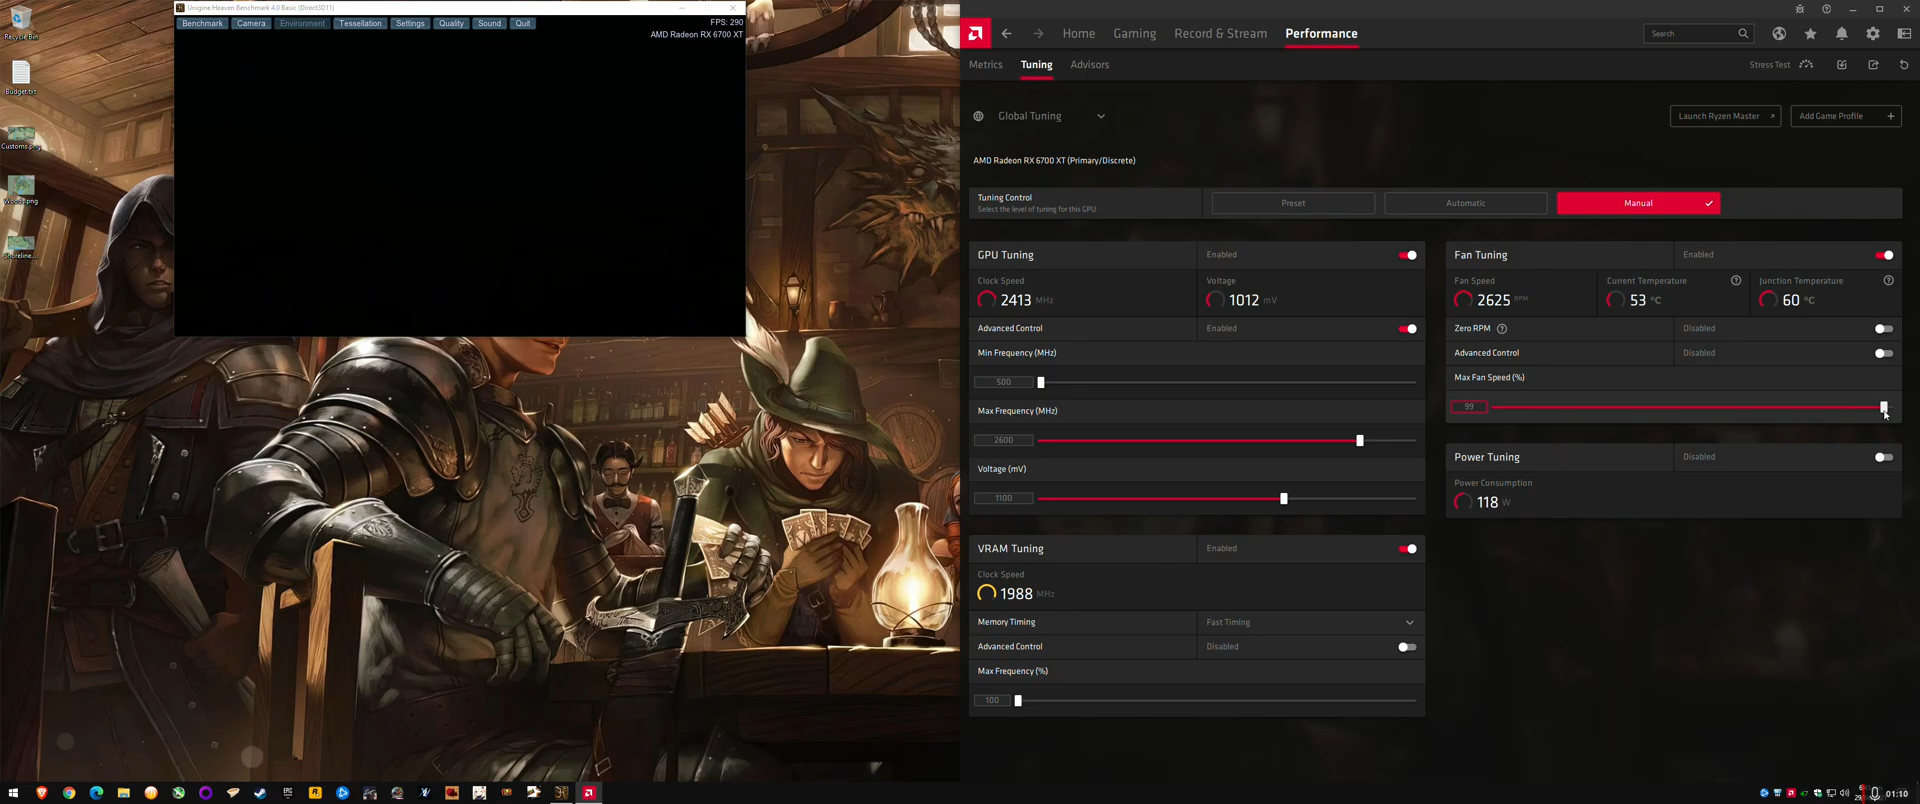 Recycle Bin
Budget.txt
Customs.png
Woods.png
Shoreline...
Unigine Heaven Benchmark 4.0 Basic (Direct3D11)
Benchmark
Camera
Environment
Tessellation
Settings
Quality
Sound
Quit
FPS: 290
AMD Radeon RX 6700 XT
Home
Gaming
Record & Stream
Performance
Search
Metrics
Tuning
Advisors
Stress Test
Global Tuning
Launch Ryzen Master
Add Game Profile
AMD Radeon RX 6700 XT (Primary/Discrete)
Tuning Control
Select the level of tuning for this GPU
Preset
Automatic
Manual
GPU Tuning
Enabled
Clock Speed
2413 MHz
Voltage
1012 mV
Advanced Control
Enabled
Min Frequency (MHz)
500
Max Frequency (MHz)
2600
Voltage (mV)
1100
VRAM Tuning
Enabled
Clock Speed
1988 MHz
Memory Timing
Fast Timing
Advanced Control
Disabled
Max Frequency (%)
100
Fan Tuning
Enabled
Fan Speed
2625 RPM
Current Temperature
53 °C
Junction Temperature
60 °C
Zero RPM
Disabled
Advanced Control
Disabled
Max Fan Speed (%)
99
Power Tuning
Disabled
Power Consumption
118 W
EPIC
47
01:10